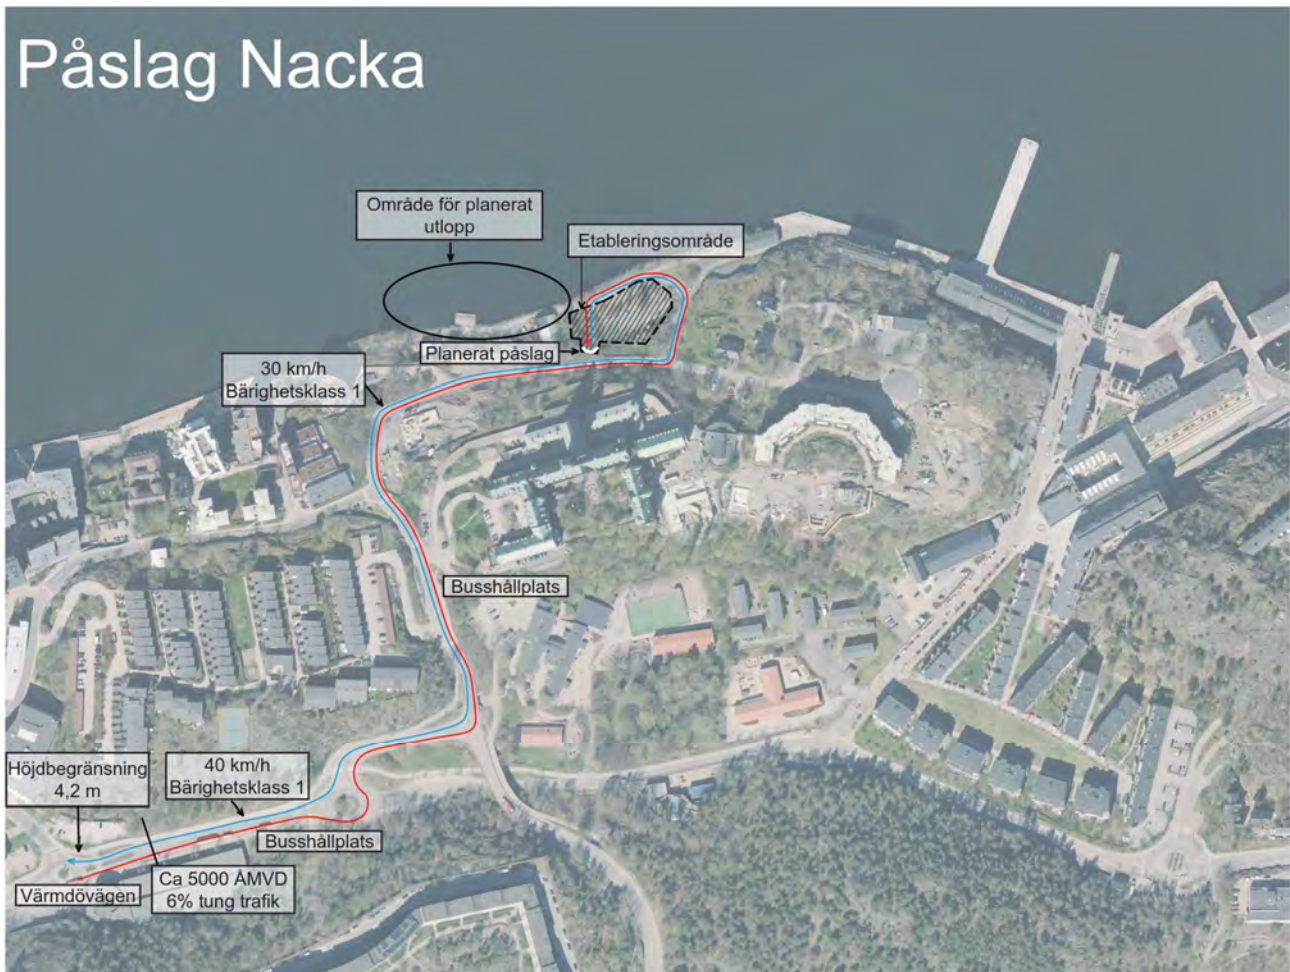 Påslag Nacka
Område för planerat
utlopp
Etableringsområde
Planerat påslag
30 km/h
Bärighetsklass 1
Busshållplats
Höjdbegränsning
4,2 m
40 km/h
Bärighetsklass 1
Busshållplats
Värmdövägen
Ca 5000 ÅMVD
6% tung trafik